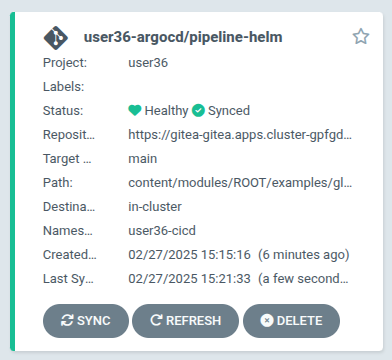 user36-argocd/pipeline-helm
Project: user36
Labels:
Status: Healthy Synced
Reposit... https://gitea-gitea.apps.cluster-gpfgd...
Target ... main
Path: content/modules/ROOT/examples/gl...
Destina... in-cluster
Names... user36-cicd
Created... 02/27/2025 15:15:16 (6 minutes ago)
Last Sy... 02/27/2025 15:21:33 (a few second...
SYNC REFRESH DELETE